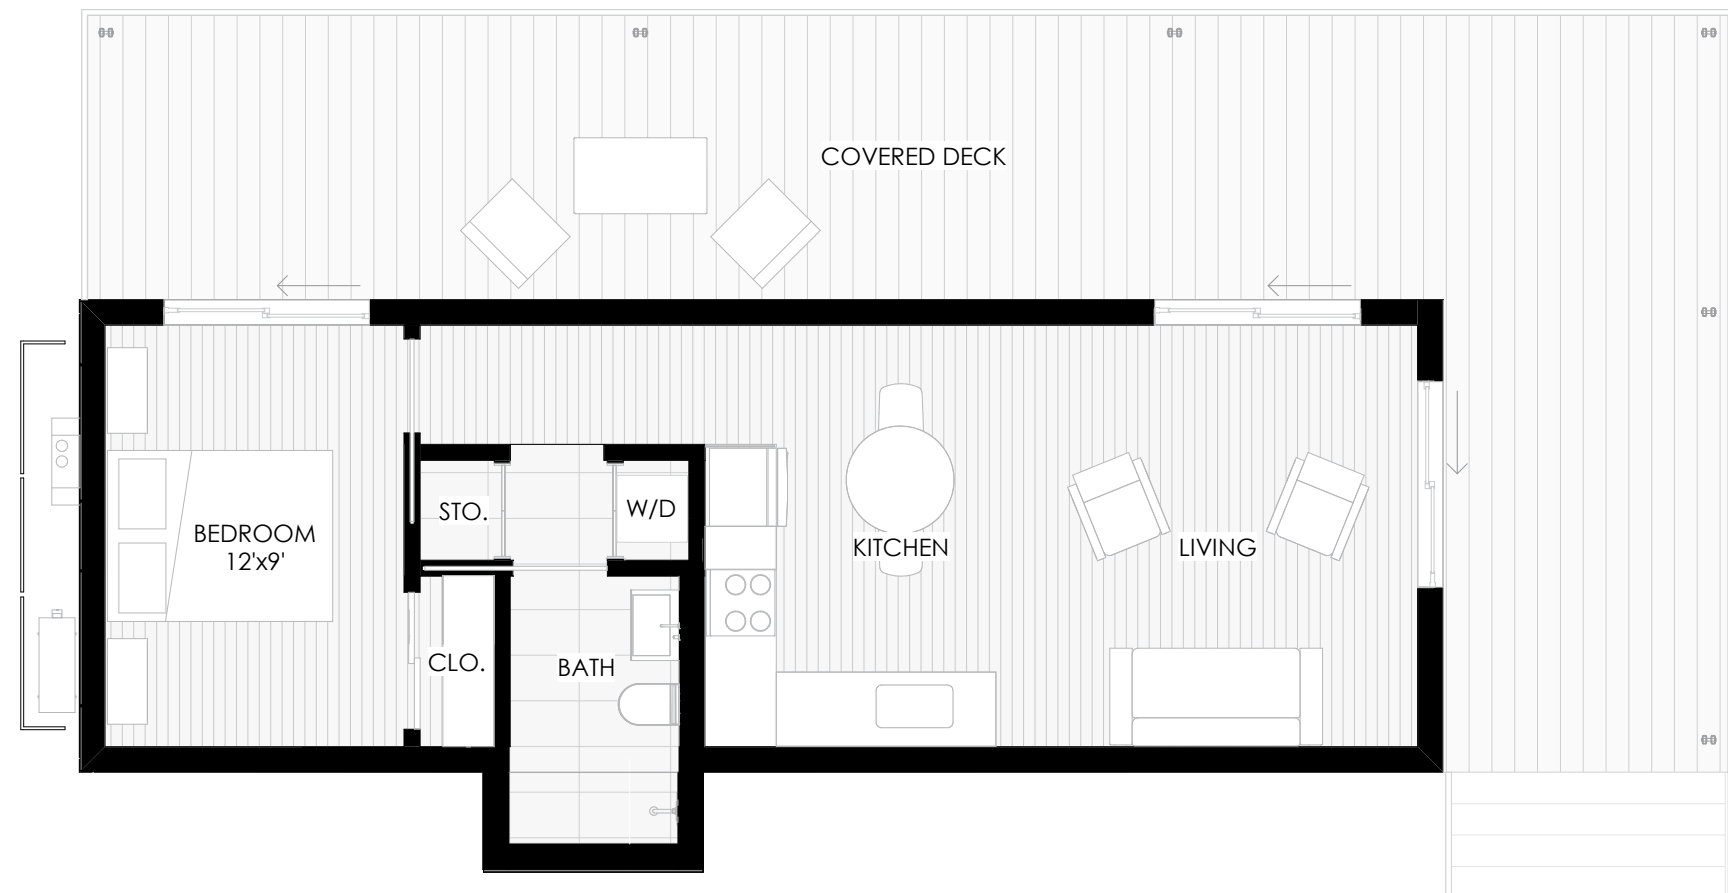 COVERED DECK
STO.
W/D
BEDROOM
12'x9'
KITCHEN
LIVING
CLO.
BATH